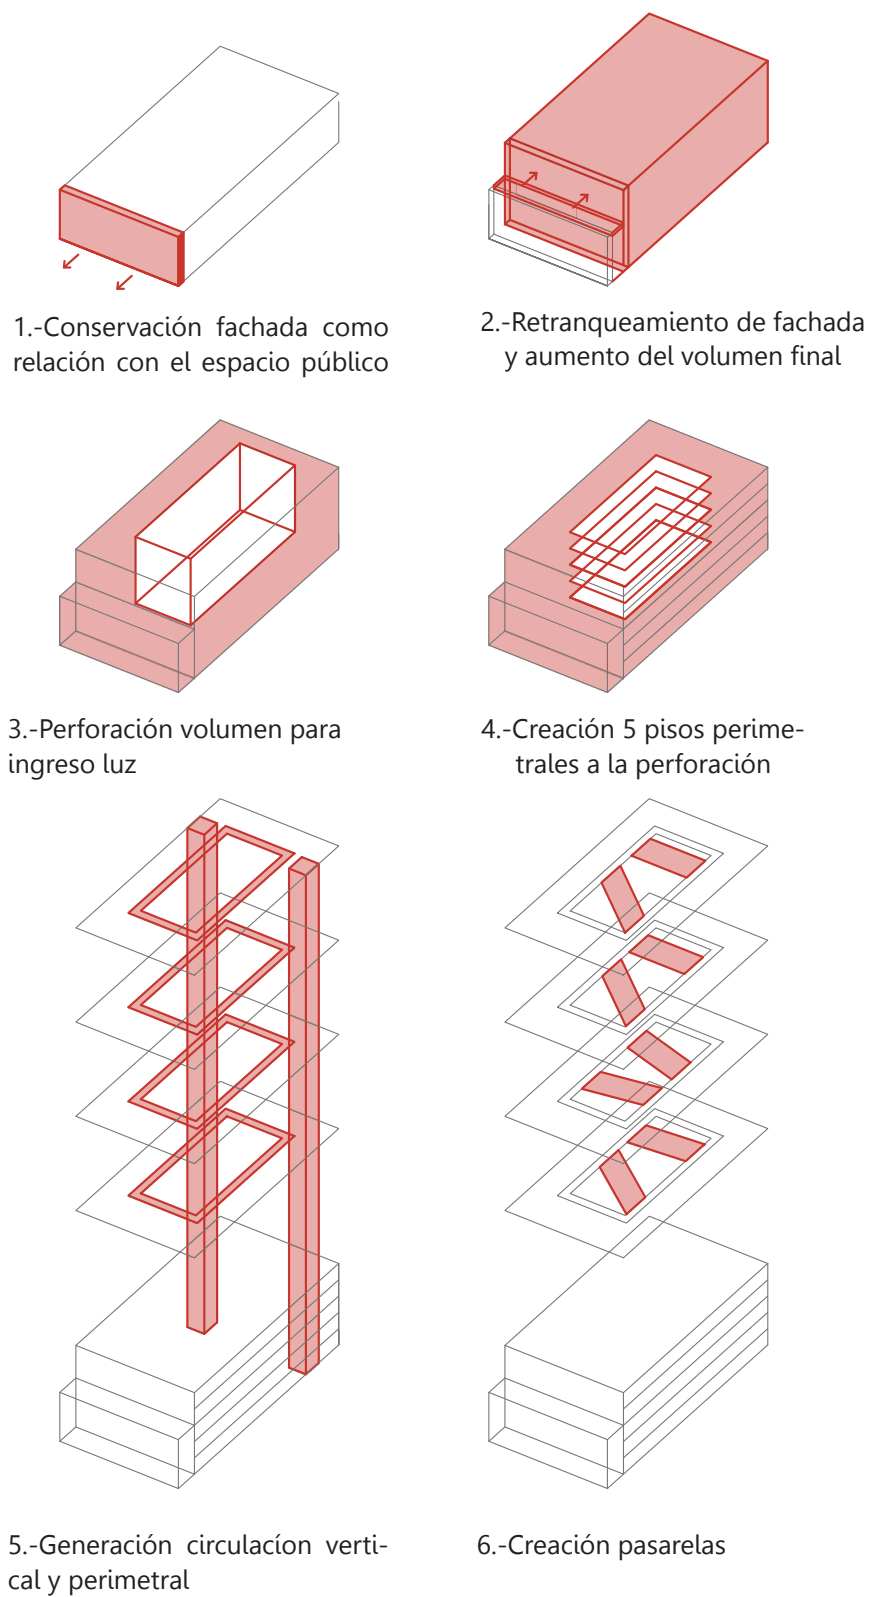 1.-Conservación fachada como
relación con el espacio público
2.-Retranqueamiento de fachada
y aumento del volumen final
3.-Perforación volumen para
ingreso luz
4.-Creación 5 pisos perime-
trales a la perforación
5.-Generación circulacíon verti-
cal y perimetral
6.-Creación pasarelas